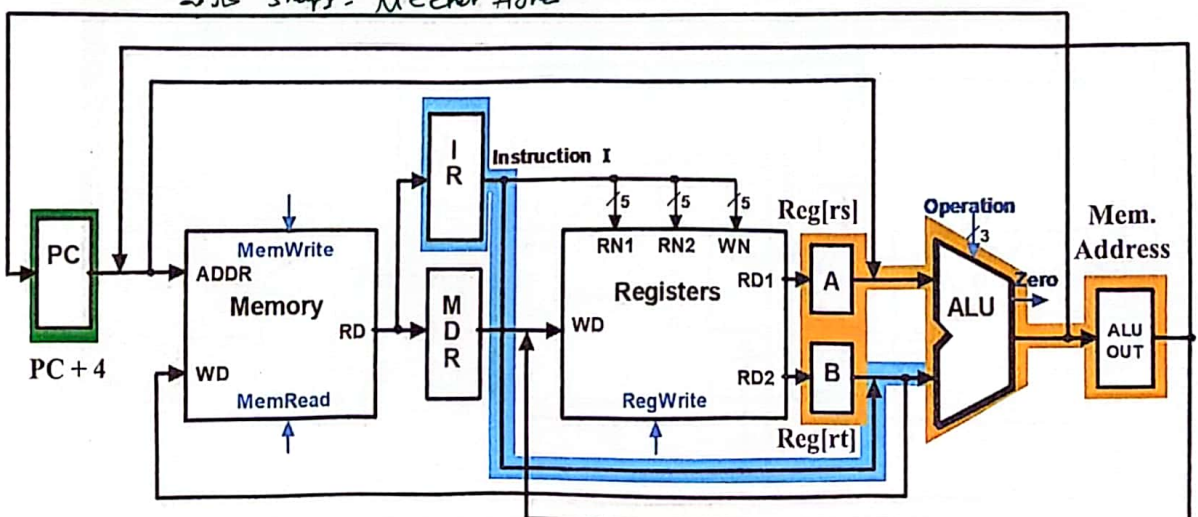 Instruction I
I
R
Reg[rs]
Operation
3
Mem.
Address
5
5
5
PC
MemWrite
RN1
RN2
WN
ADDR
RD1
A
Zero
Memory
M
D
R
Registers
ALU
RD
WD
ALU
OUT
PC + 4
WD
RD2
B
MemRead
RegWrite
Reg[rt]